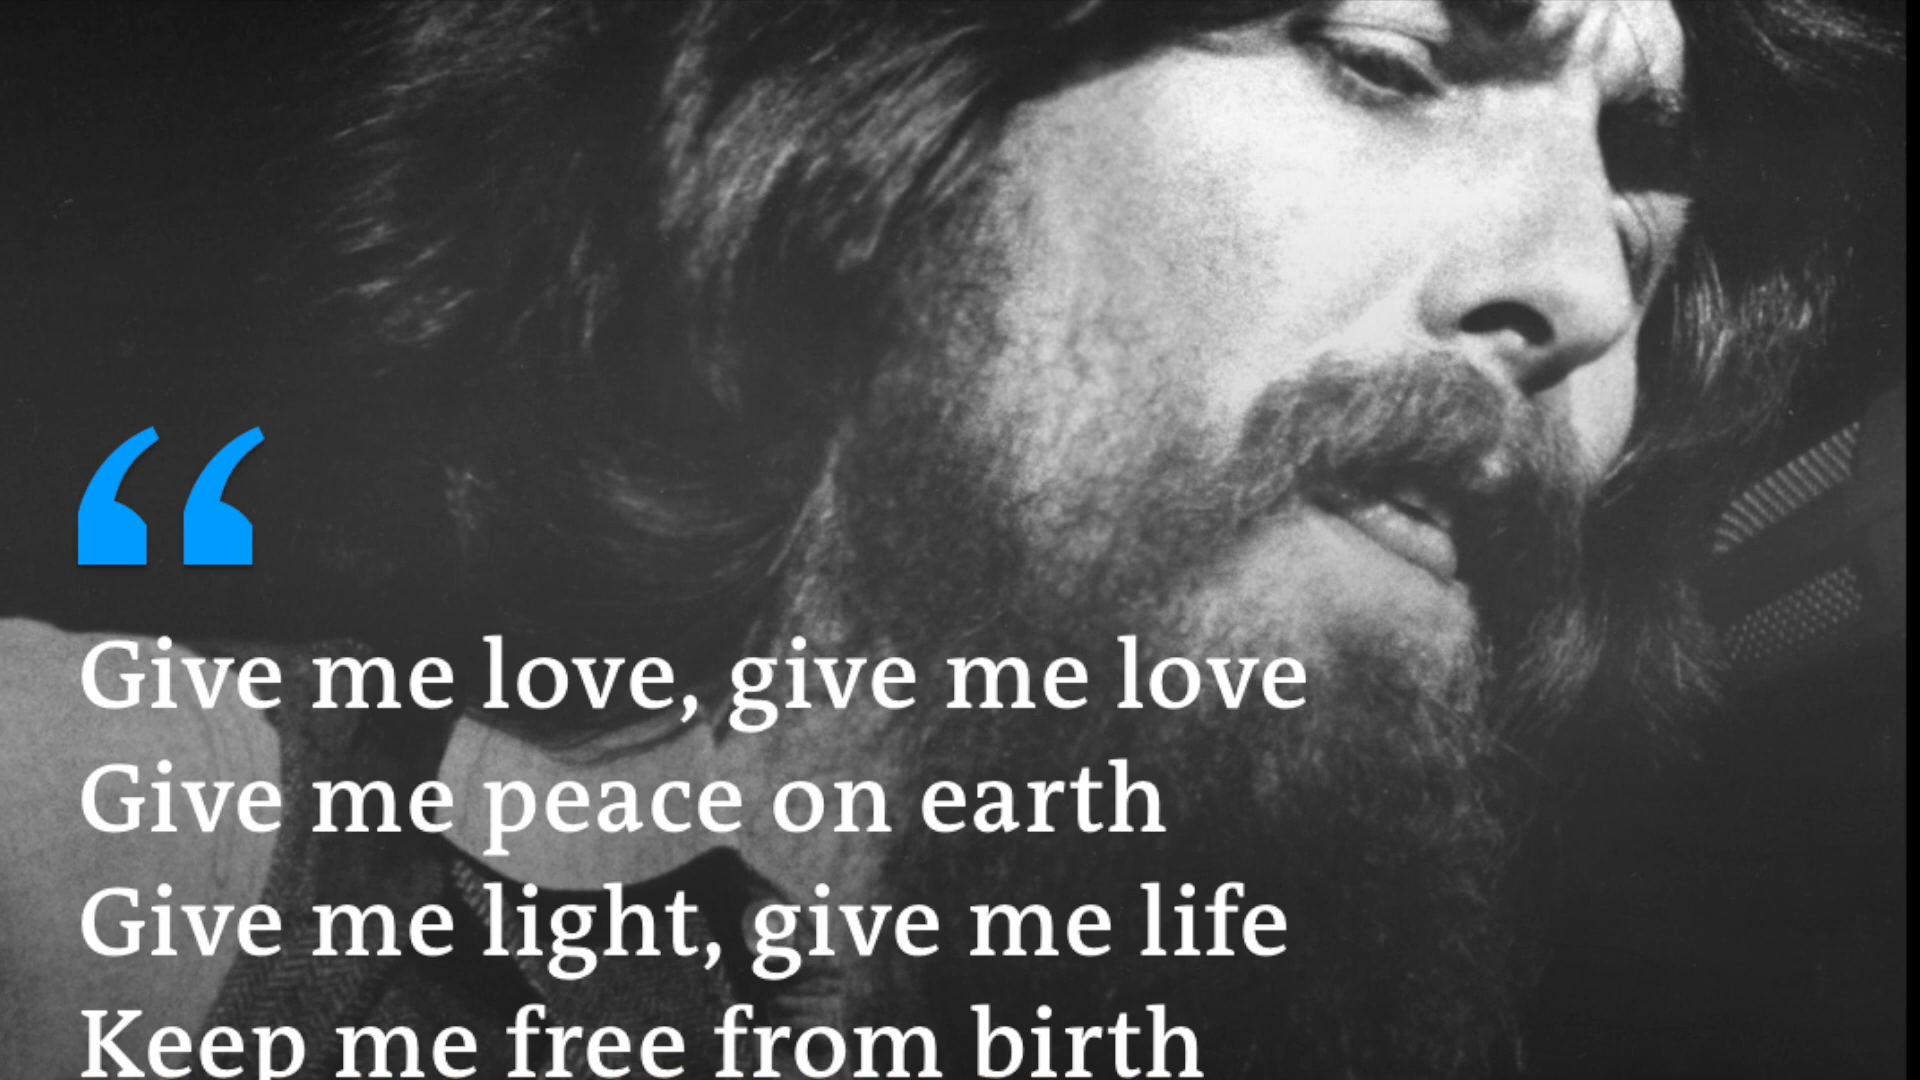 “
Give me love, give me love
Give me peace on earth
Give me light, give me life
Keep me free from birth